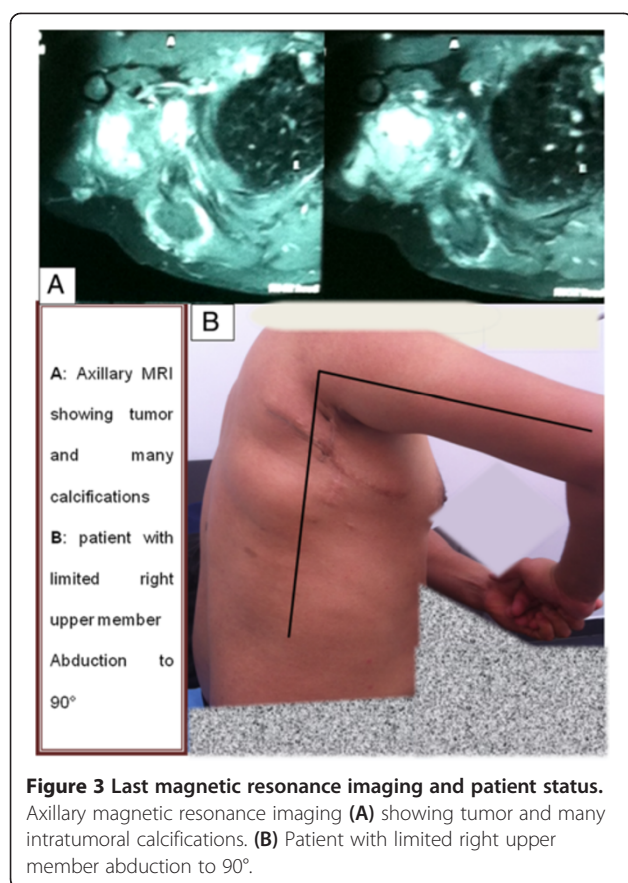 A
A
A
B
A: Axillary MRI
showing tumor
and many
calcifications
B: patient with
limited right
upper member
Abduction to
90°
Figure 3 Last magnetic resonance imaging and patient status.
Axillary magnetic resonance imaging (A) showing tumor and many
intratumoral calcifications. (B) Patient with limited right upper
member abduction to 90°.